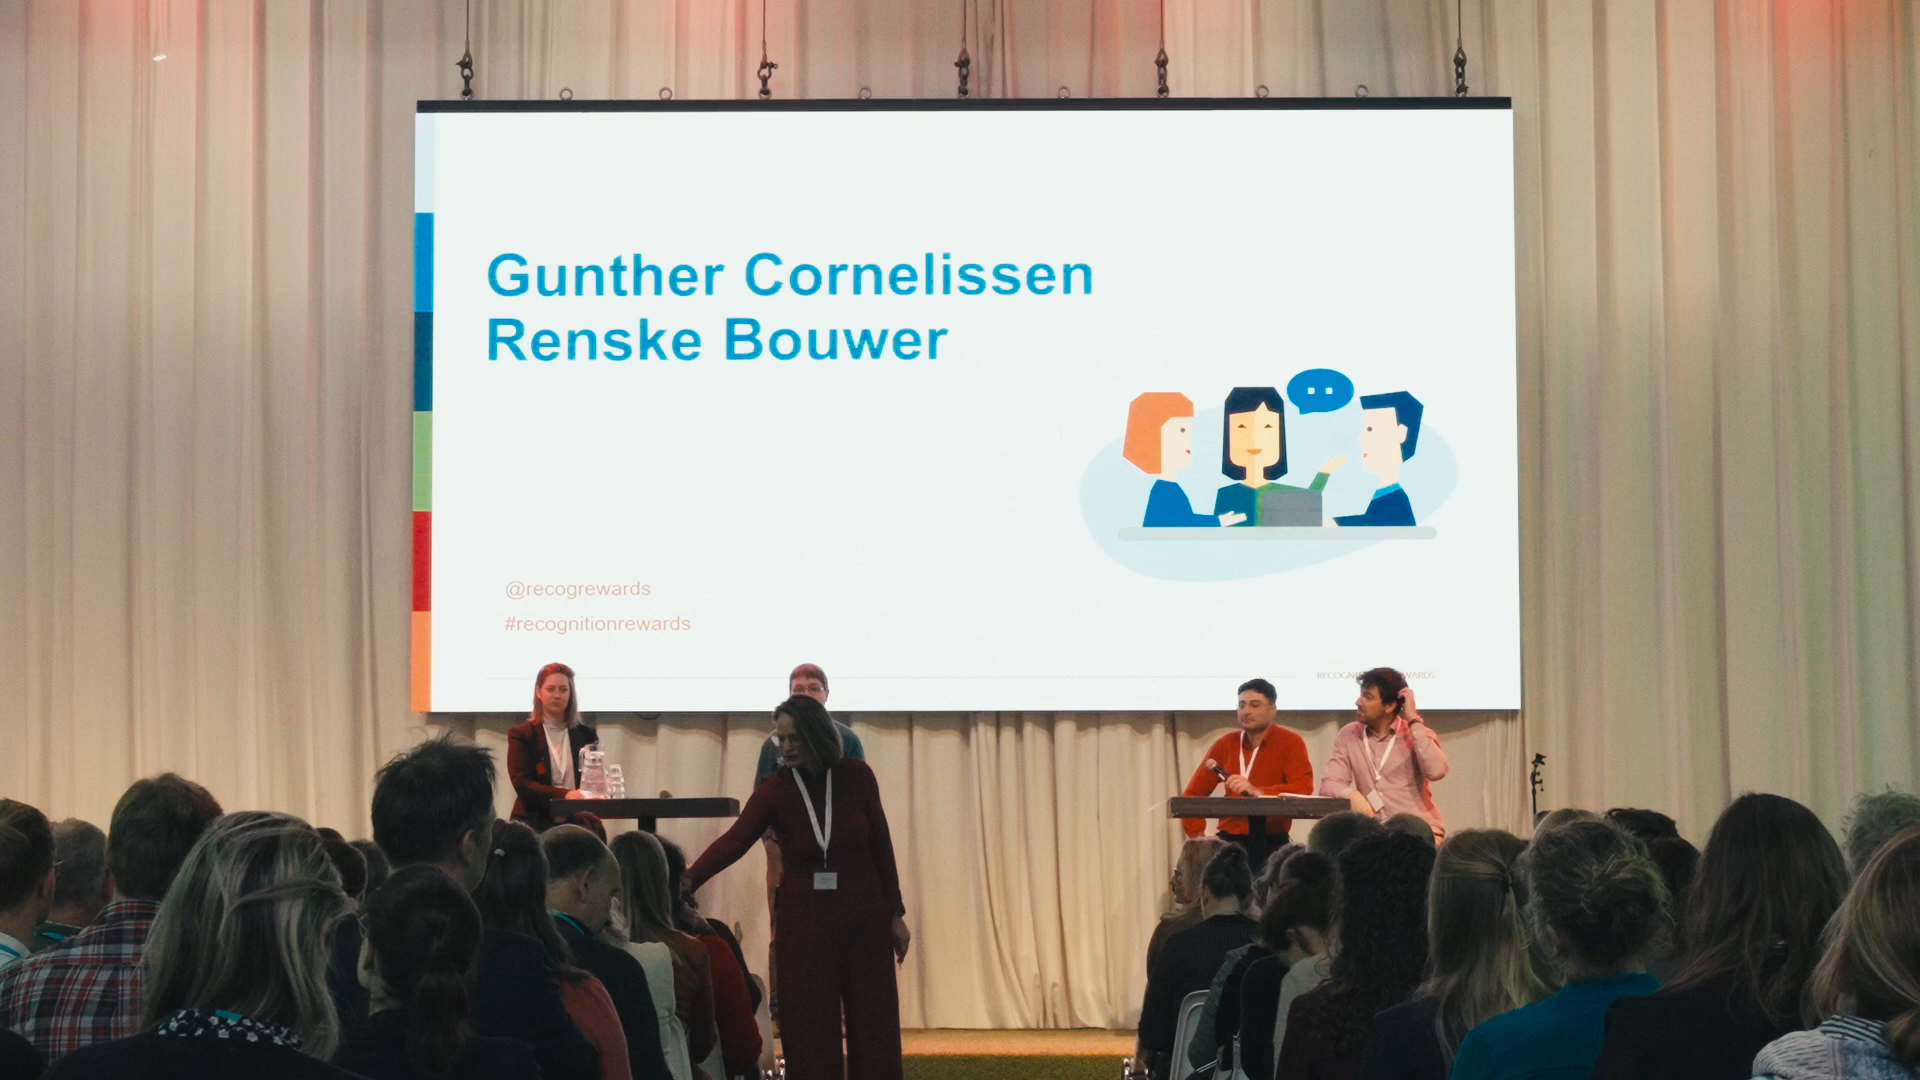 Gunther Cornelissen
Renske Bouwer
@recogrewards
#recognitionrewards